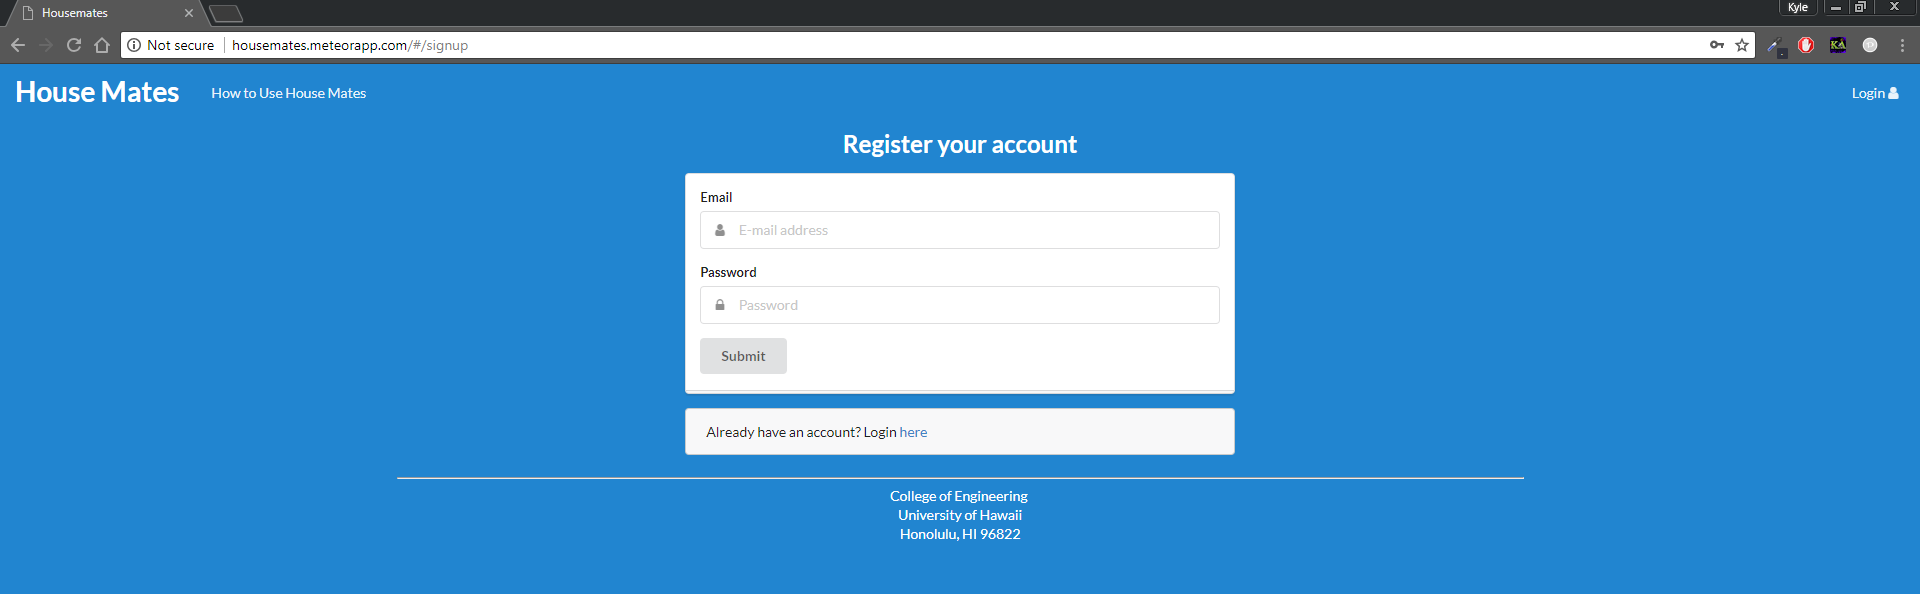 Housemates
Kyle
Not secure housemates.meteorapp.com/#/signup
KA
House Mates How to Use House Mates Login
Register your account
Email
E-mail address
Password
Password
Submit
Already have an account? Login here
College of Engineering
University of Hawaii
Honolulu, HI 96822